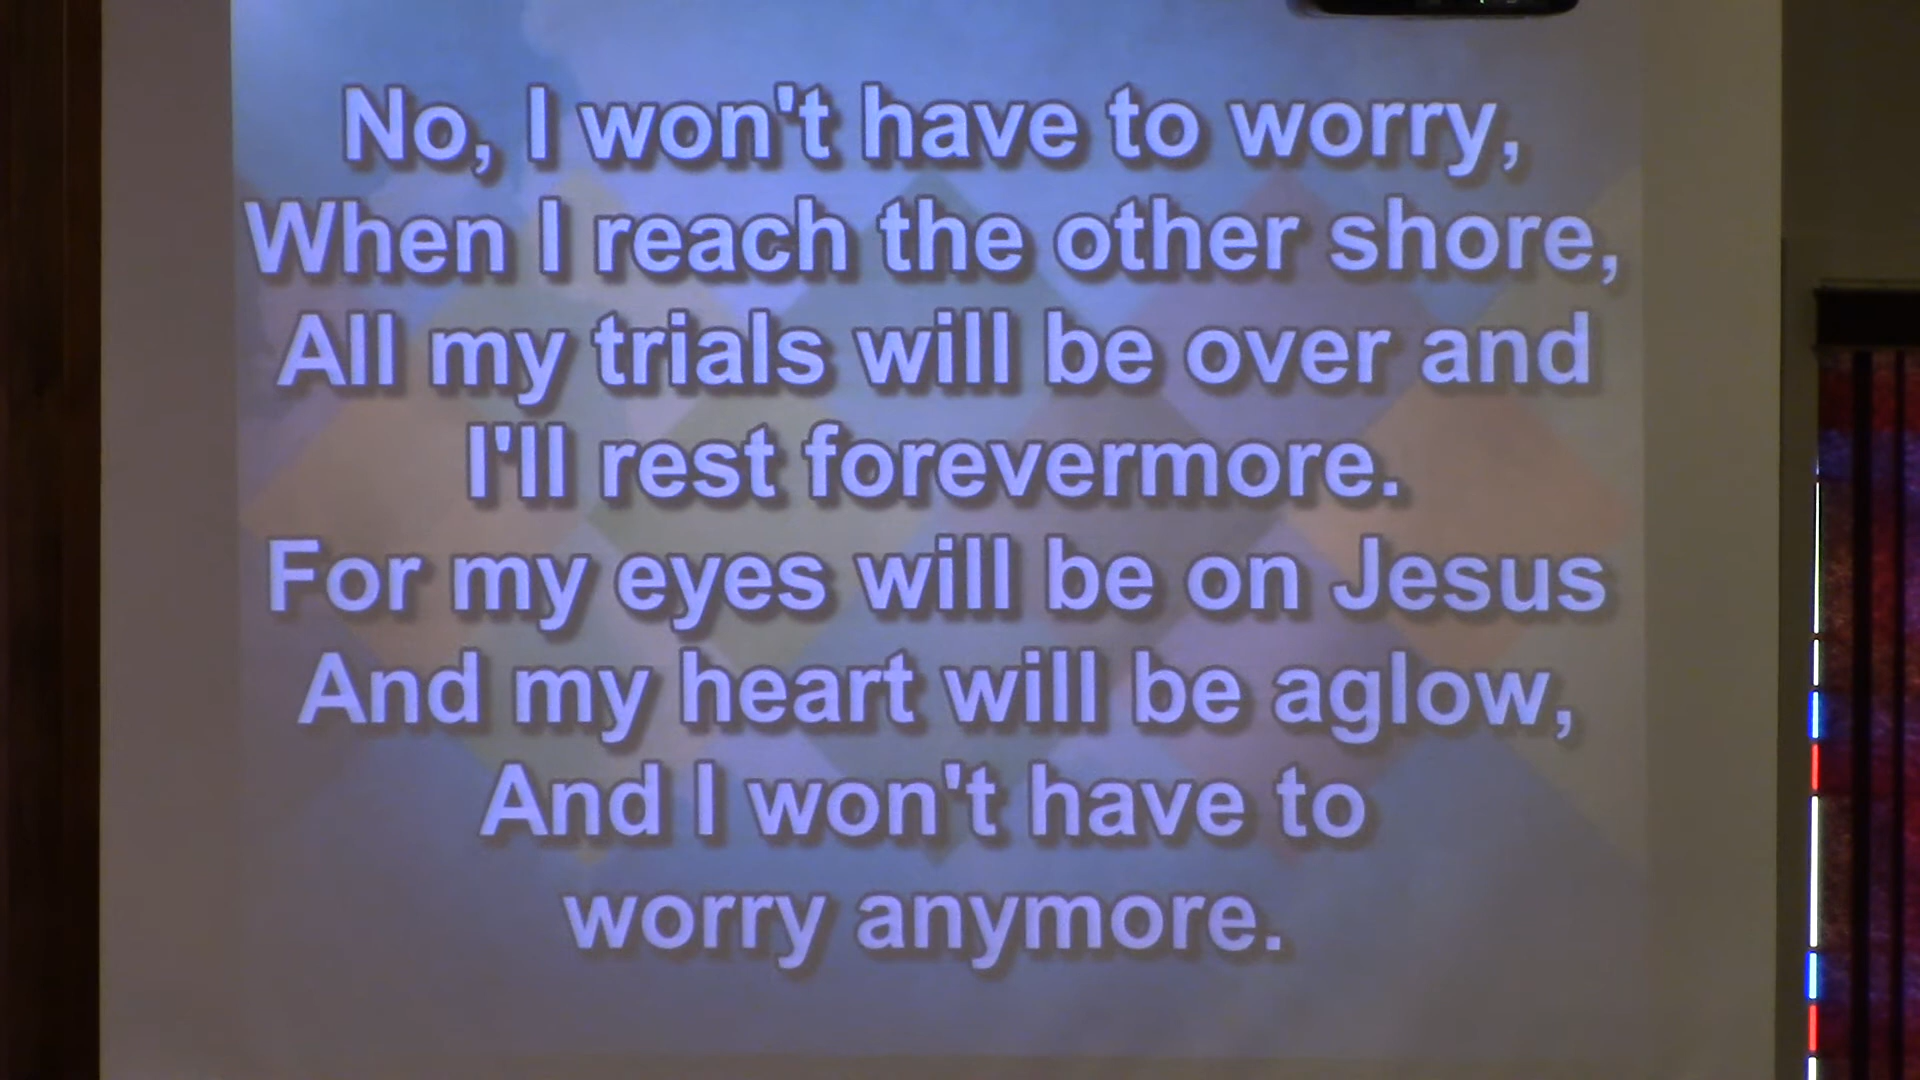 No, I won't have to worry,
When I reach the other shore,
All my trials will be over and
I'll rest forevermore.
For my eyes will be on Jesus
And my heart will be aglow,
And I won't have to
worry anymore.